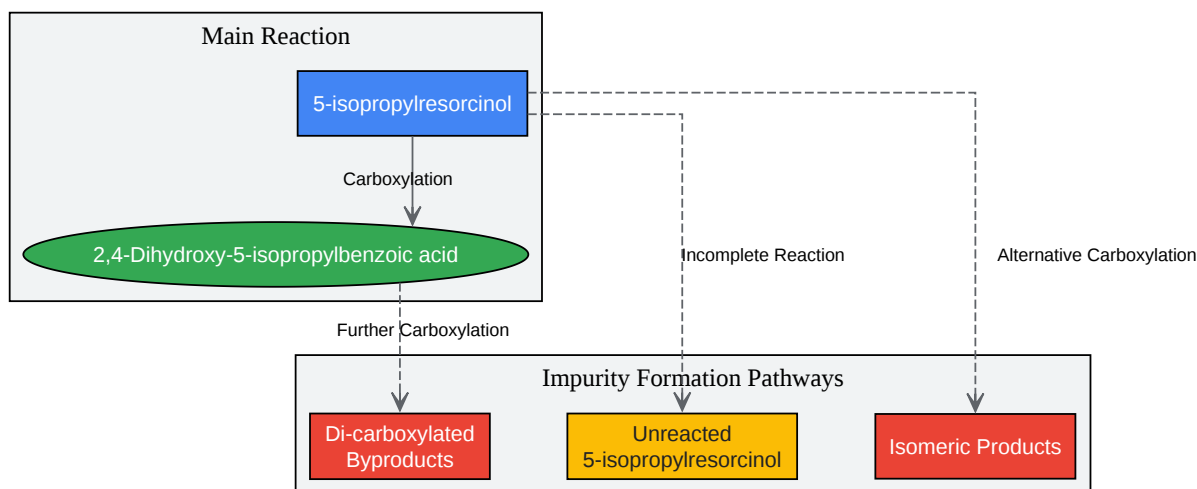 Main Reaction
5-isopropylresorcinol
Carboxylation
2,4-Dihydroxy-5-isopropylbenzoic acid
Incomplete Reaction
Alternative Carboxylation
Further Carboxylation
Impurity Formation Pathways
Di-carboxylated
Byproducts
Unreacted
5-isopropylresorcinol
Isomeric Products